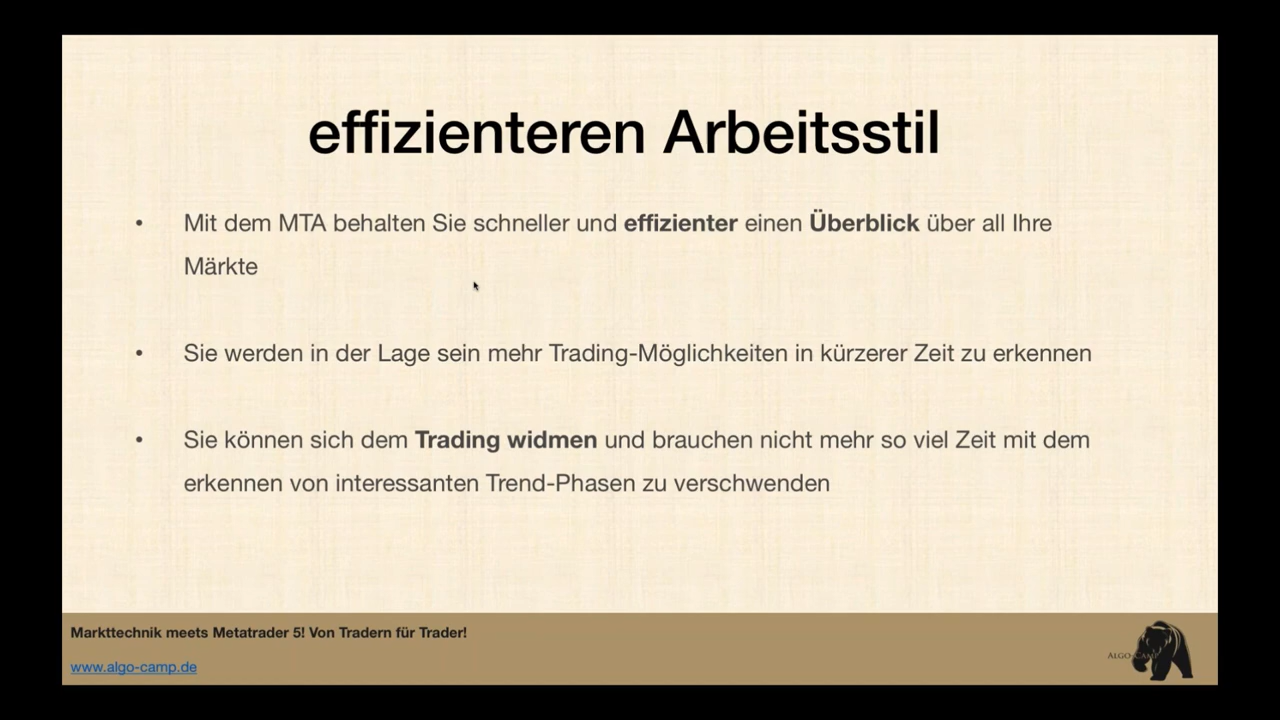 effizienteren Arbeitsstil
• Mit dem MTA behalten Sie schneller und effizienter einen Überblick über all Ihre
Märkte
• Sie werden in der Lage sein mehr Trading-Möglichkeiten in kürzerer Zeit zu erkennen
• Sie können sich dem Trading widmen und brauchen nicht mehr so viel Zeit mit dem
erkennen von interessanten Trend-Phasen zu verschwenden
Markttechnik meets Metatrader 5! Von Tradern für Trader!
www.algo-camp.de
ALGO-CAMP